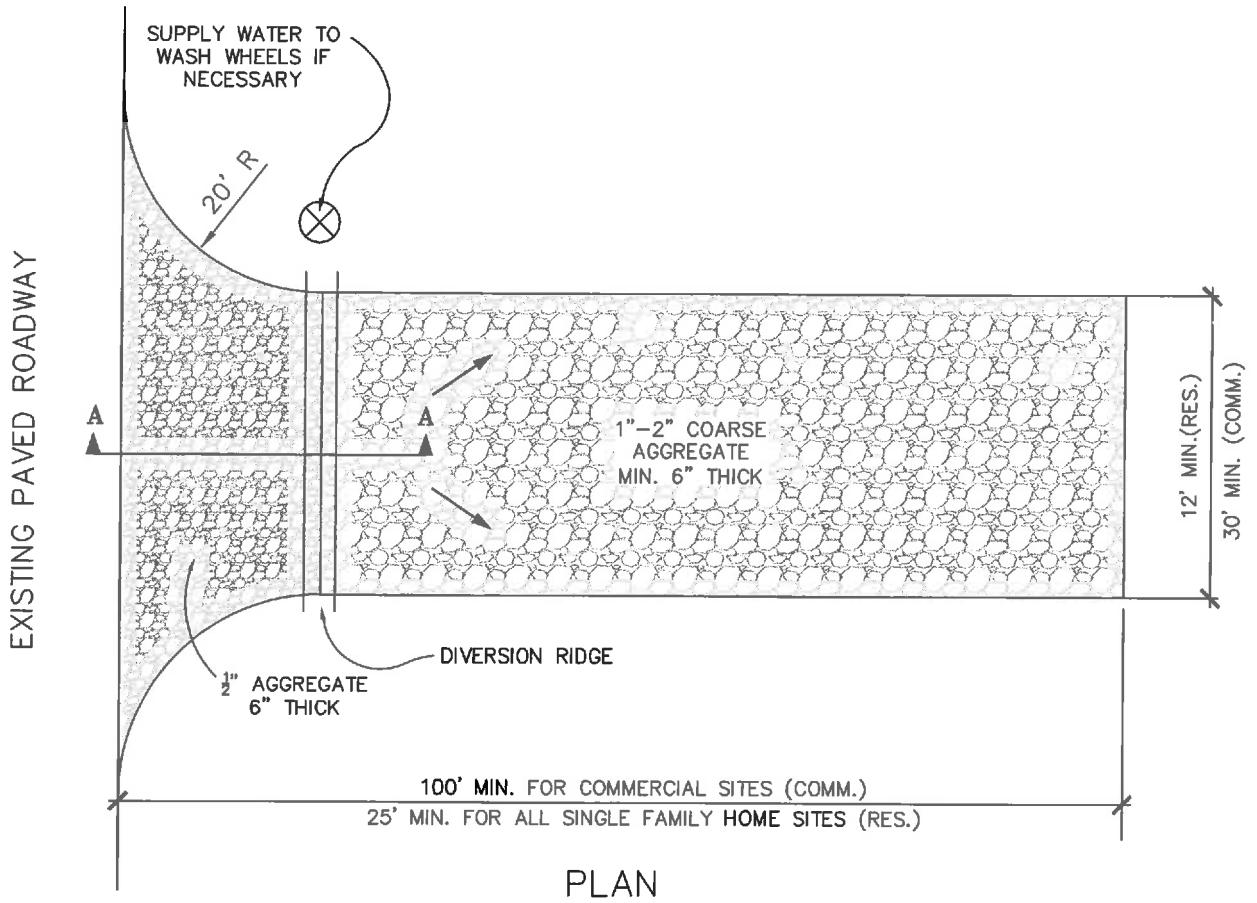 SUPPLY WATER TO
WASH WHEELS IF
NECESSARY
20' R
EXISTING PAVED ROADWAY
A
A
1"-2" COARSE
AGGREGATE
MIN. 6" THICK
12' MIN.(RES.)
30' MIN. (COMM.)
DIVERSION RIDGE
½" AGGREGATE
6" THICK
100' MIN. FOR COMMERCIAL SITES (COMM.)
25' MIN. FOR ALL SINGLE FAMILY HOME SITES (RES.)
PLAN